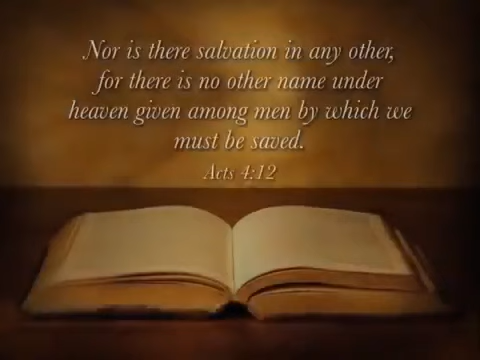 Nor is there salvation in any other,
for there is no other name under
heaven given among men by which we
must be saved.
Acts 4:12